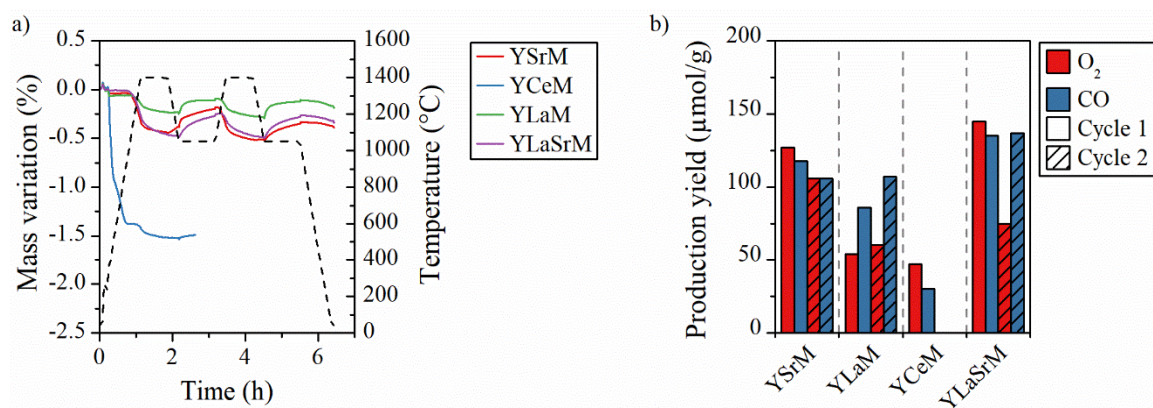 a)
Mass variation (%)
0.5
0.0
-0.5
-1.0
-1.5
-2.0
-2.5
0
2
4
6
Time (h)
1600
1400
1200
1000
800
600
400
200
0
Temperature (°C)
YSrM
YCeM
YLaM
YLaSrM
b)
Production yield (µmol/g)
200
150
100
50
0
YSrM
YLaM
YCeM
YLaSrM
O₂
CO
Cycle 1
Cycle 2